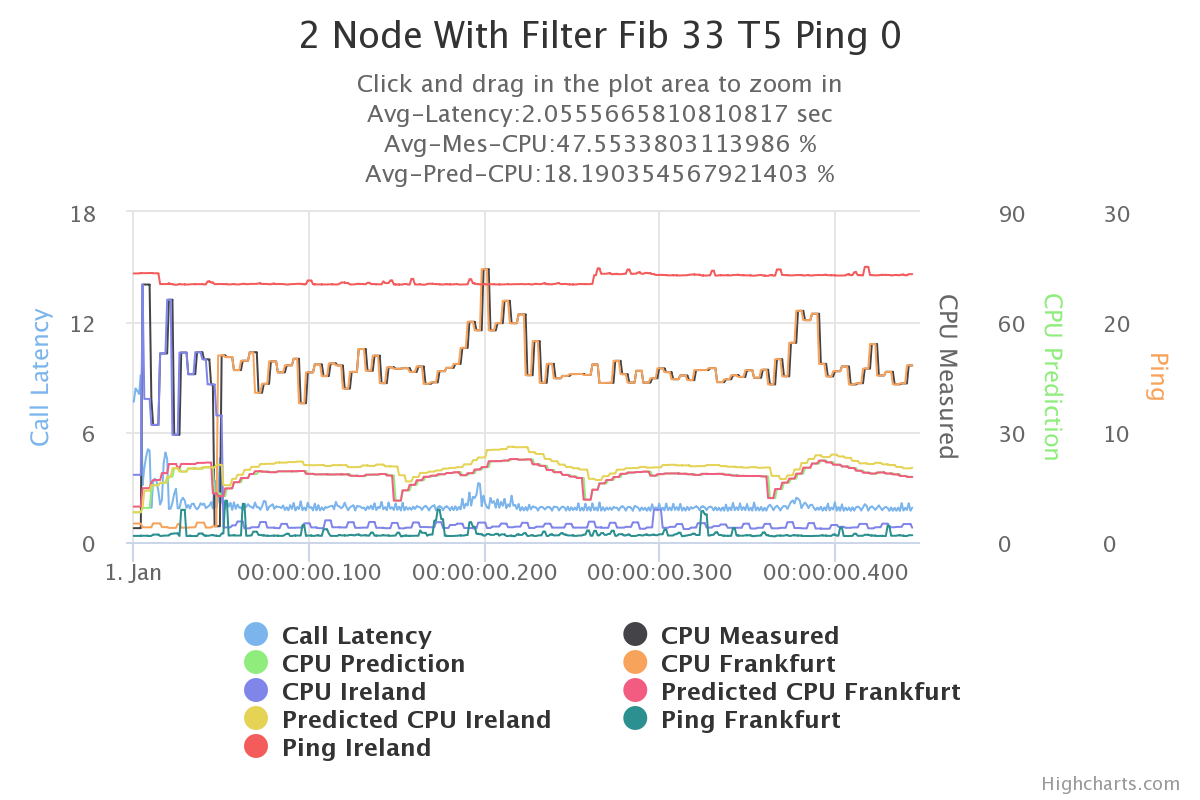 2 Node With Filter Fib 33 T5 Ping 0
Click and drag in the plot area to zoom in
Avg-Latency:2.0555665810810817 sec
Avg-Mes-CPU:47.5533803113986 %
Avg-Pred-CPU:18.190354567921403 %
18
12
6
0
Call Latency
90
60
30
0
CPU Measured
CPU Prediction
30
20
10
0
Ping
1. Jan
00:00:00.100
00:00:00.200
00:00:00.300
00:00:00.400
Call Latency
CPU Measured
CPU Prediction
CPU Frankfurt
CPU Ireland
Predicted CPU Frankfurt
Predicted CPU Ireland
Ping Frankfurt
Ping Ireland
Highcharts.com